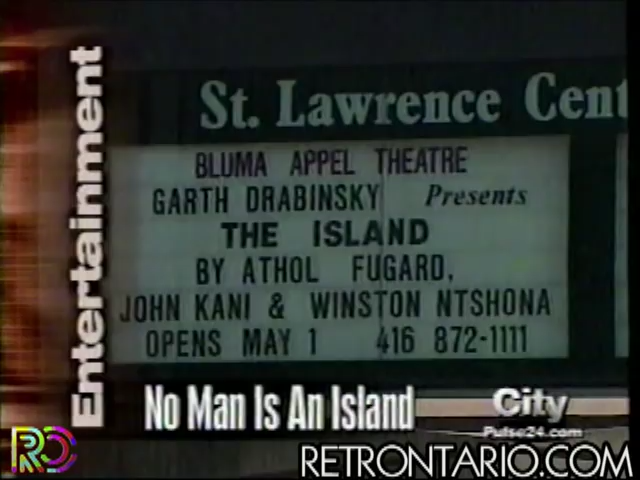 Entertainment
St. Lawrence Cent
BLUMA APPEL THEATRE
GARTH DRABINSKY Presents
THE ISLAND
BY ATHOL FUGARD,
JOHN KANI & WINSTON NTSHONA
OPENS MAY 1 416 872-1111
No Man Is An Island
City
Pulse24.com
RETRONTARIO.COM